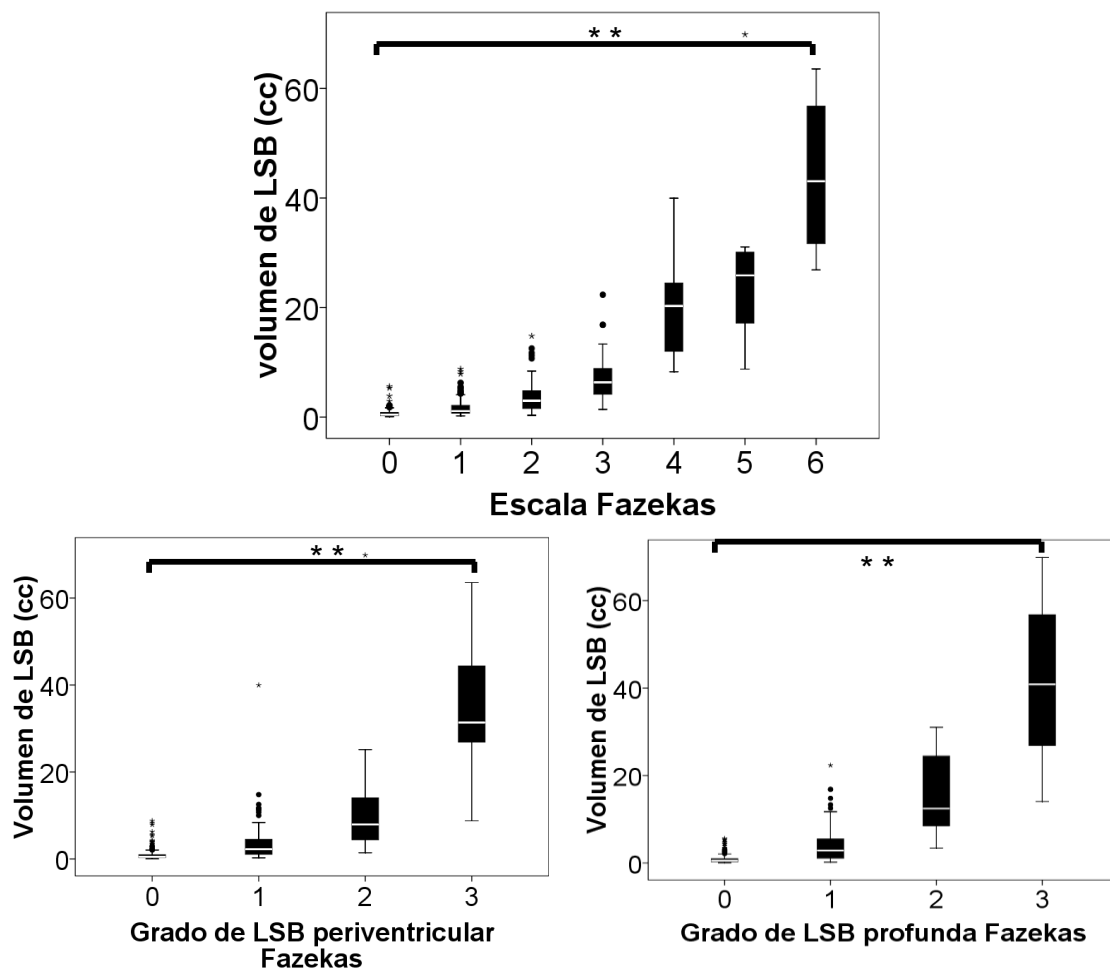 * *
volumen de LSB (cc)
60
40
20
0
0 1 2 3 4 5 6
Escala Fazekas
* *
Volumen de LSB (cc)
60
40
20
0
0 1 2 3
Grado de LSB periventricular
Fazekas
* *
Volumen de LSB (cc)
60
40
20
0
0 1 2 3
Grado de LSB profunda Fazekas